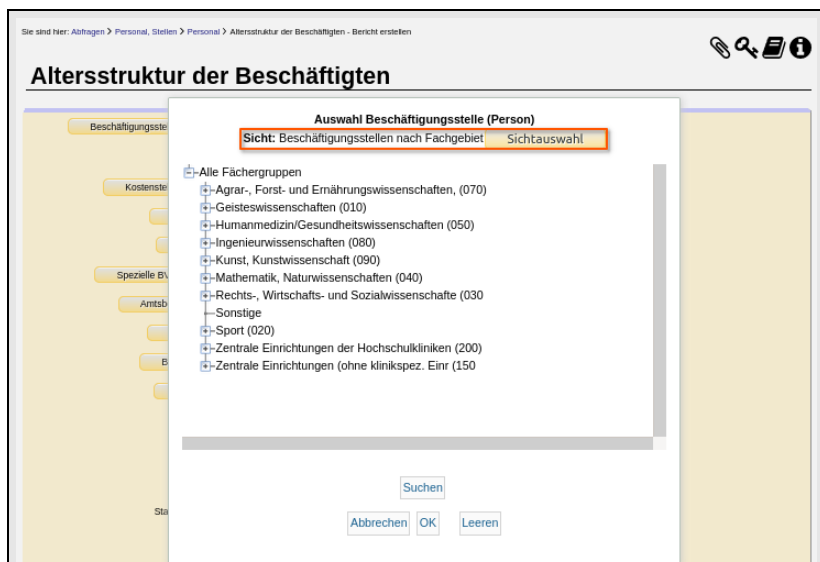 Sie sind hier: Abfragen > Personal, Stellen > Personal > Altersstruktur der Beschäftigten - Bericht erstellen
Altersstruktur der Beschäftigten
Auswahl Beschäftigungsstelle (Person)
Beschäftigungsste
Sicht: Beschäftigungsstellen nach Fachgebiet Sichtauswahl
Alle Fächergruppen
Kostenste
Agrar-, Forst- und Ernährungswissenschaften, (070)
Geisteswissenschaften (010)
Humanmedizin/Gesundheitswissenschaften (050)
Ingenieurwissenschaften (080)
Kunst, Kunstwissenschaft (090)
Spezielle BV
Mathematik, Naturwissenschaften (040)
Rechts-, Wirtschafts- und Sozialwissenschafte (030
Amtsb
Sonstige
Sport (020)
Zentrale Einrichtungen der Hochschulkliniken (200)
B
Zentrale Einrichtungen (ohne klinikspez. Einr (150
Suchen
Sta
Abbrechen OK Leeren